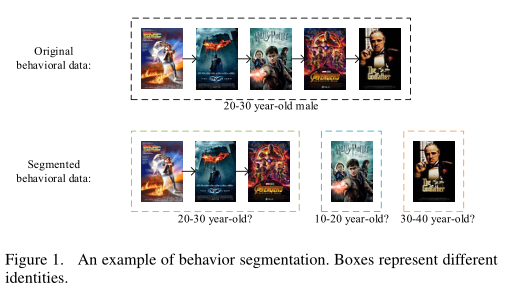 Original
behavioral data:
20-30 year-old male
Segmented
behavioral data:
20-30 year-old?
10-20 year-old?
30-40 year-old?
Figure 1. An example of behavior segmentation. Boxes represent different
identities.